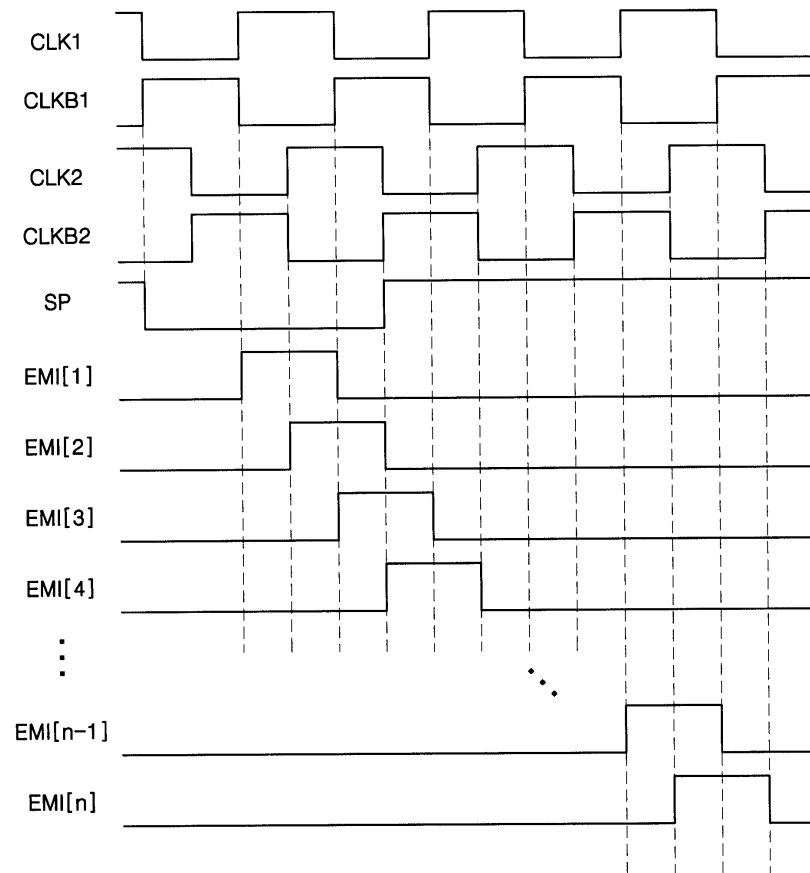 CLK1
CLKB1
CLK2
CLKB2
SP
EMI[1]
EMI[2]
EMI[3]
EMI[4]
EMI[n-1]
EMI[n]